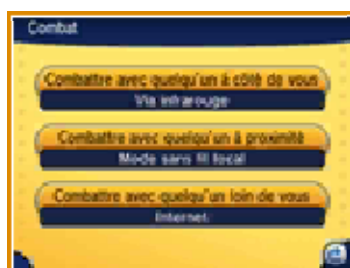 Combat
Combattre avec quelqu'un à côté de vous
Via infrarouge
Combattre avec quelqu'un à proximité
Mode sans fil local
Combattre avec quelqu'un loin de vous
Internet